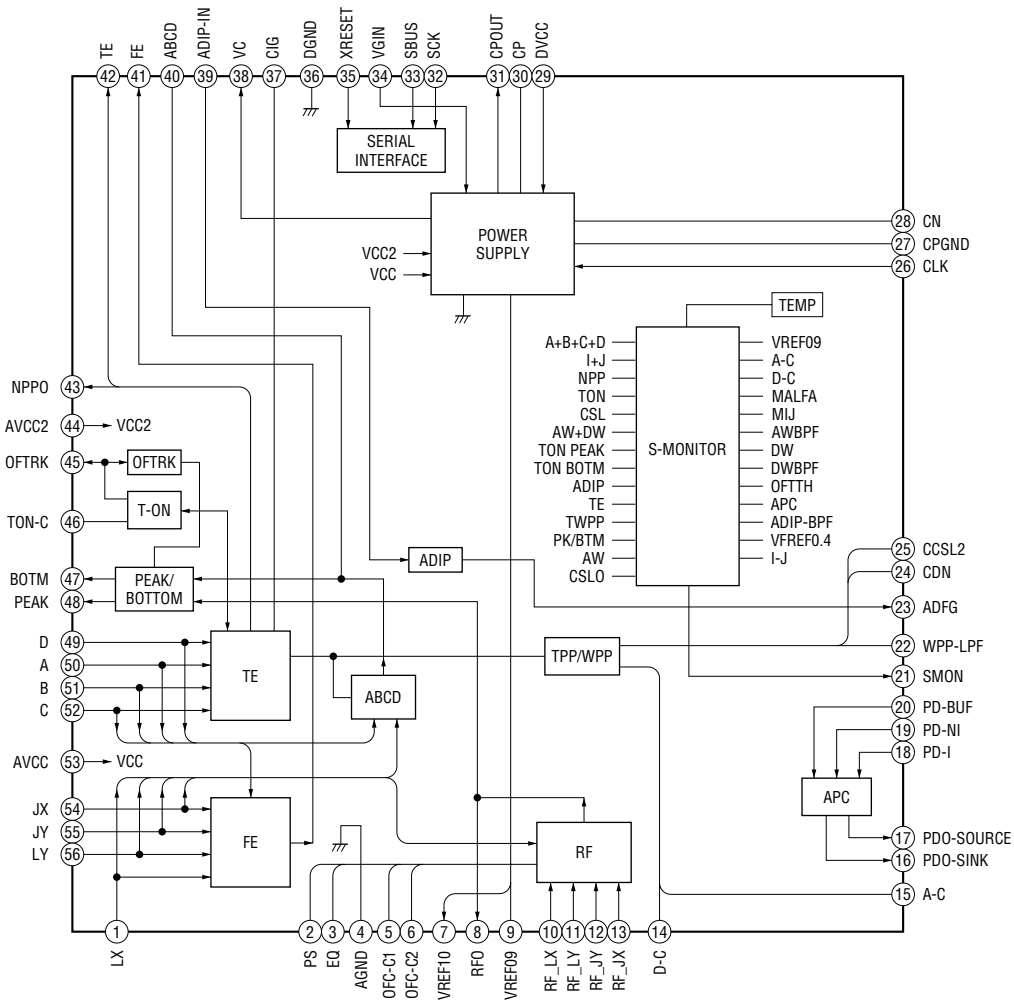 TE
FE
ABCD
ADIP-IN
VC
CIG
DGND
XRESET
VGIN
SBUS
SCK
CPOUT
CP
DVCC
42
41
40
39
38
37
36
35
34
33
32
31
30
29
SERIAL
INTERFACE
POWER
SUPPLY
VCC2
VCC
28 CN
27 CPGND
26 CLK
TEMP
S-MONITOR
A+B+C+D
I+J
NPP
TON
CSL
AW+DW
TON PEAK
TON BOTM
ADIP
TE
TWPP
PK/BTM
AW
CSLO
VREF09
A-C
D-C
MALFA
MIJ
AWBPF
DW
DWBPF
OFTTH
APC
ADIP-BPF
VFREF0.4
I-J
NPPO 43
AVCC2 44 VCC2
OFTRK 45
OFTRK
TON-C 46
T-ON
BOTM 47
PEAK 48
PEAK/
BOTTOM
ADIP
D 49
A 50
B 51
C 52
TE
ABCD
TPP/WPP
AVCC 53 VCC
JX 54
JY 55
LY 56
FE
RF
APC
25 CCSL2
24 CDN
23 ADFG
22 WPP-LPF
21 SMON
20 PD-BUF
19 PD-NI
18 PD-I
17 PDO-SOURCE
16 PDO-SINK
15 A-C
1
2
3
4
5
6
7
8
9
10
11
12
13
14
LX
PS
EQ
AGND
OFC-C1
OFC-C2
VREF10
RFO
VREF09
RF_LX
RF_LY
RF_JY
RF_JX
D-C